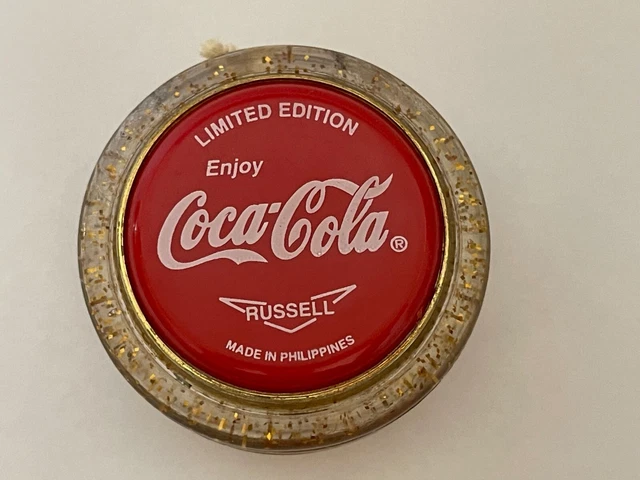 LIMITED EDITION
Enjoy
Coca-Cola®
RUSSELL
MADE IN PHILIPPINES